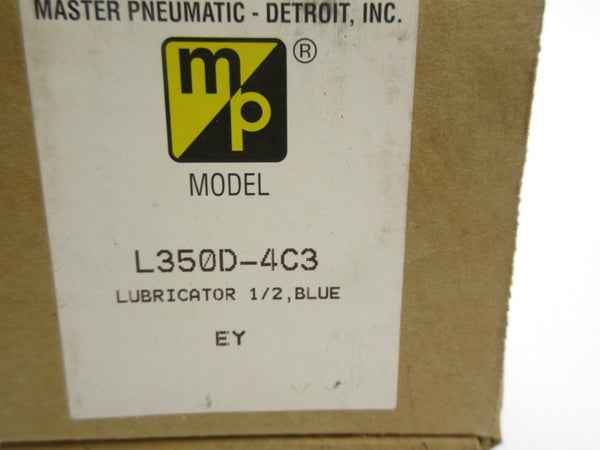 MASTER PNEUMATIC - DETROIT, INC.
mp ®
MODEL
L350D-4C3
LUBRICATOR 1/2,BLUE
EY